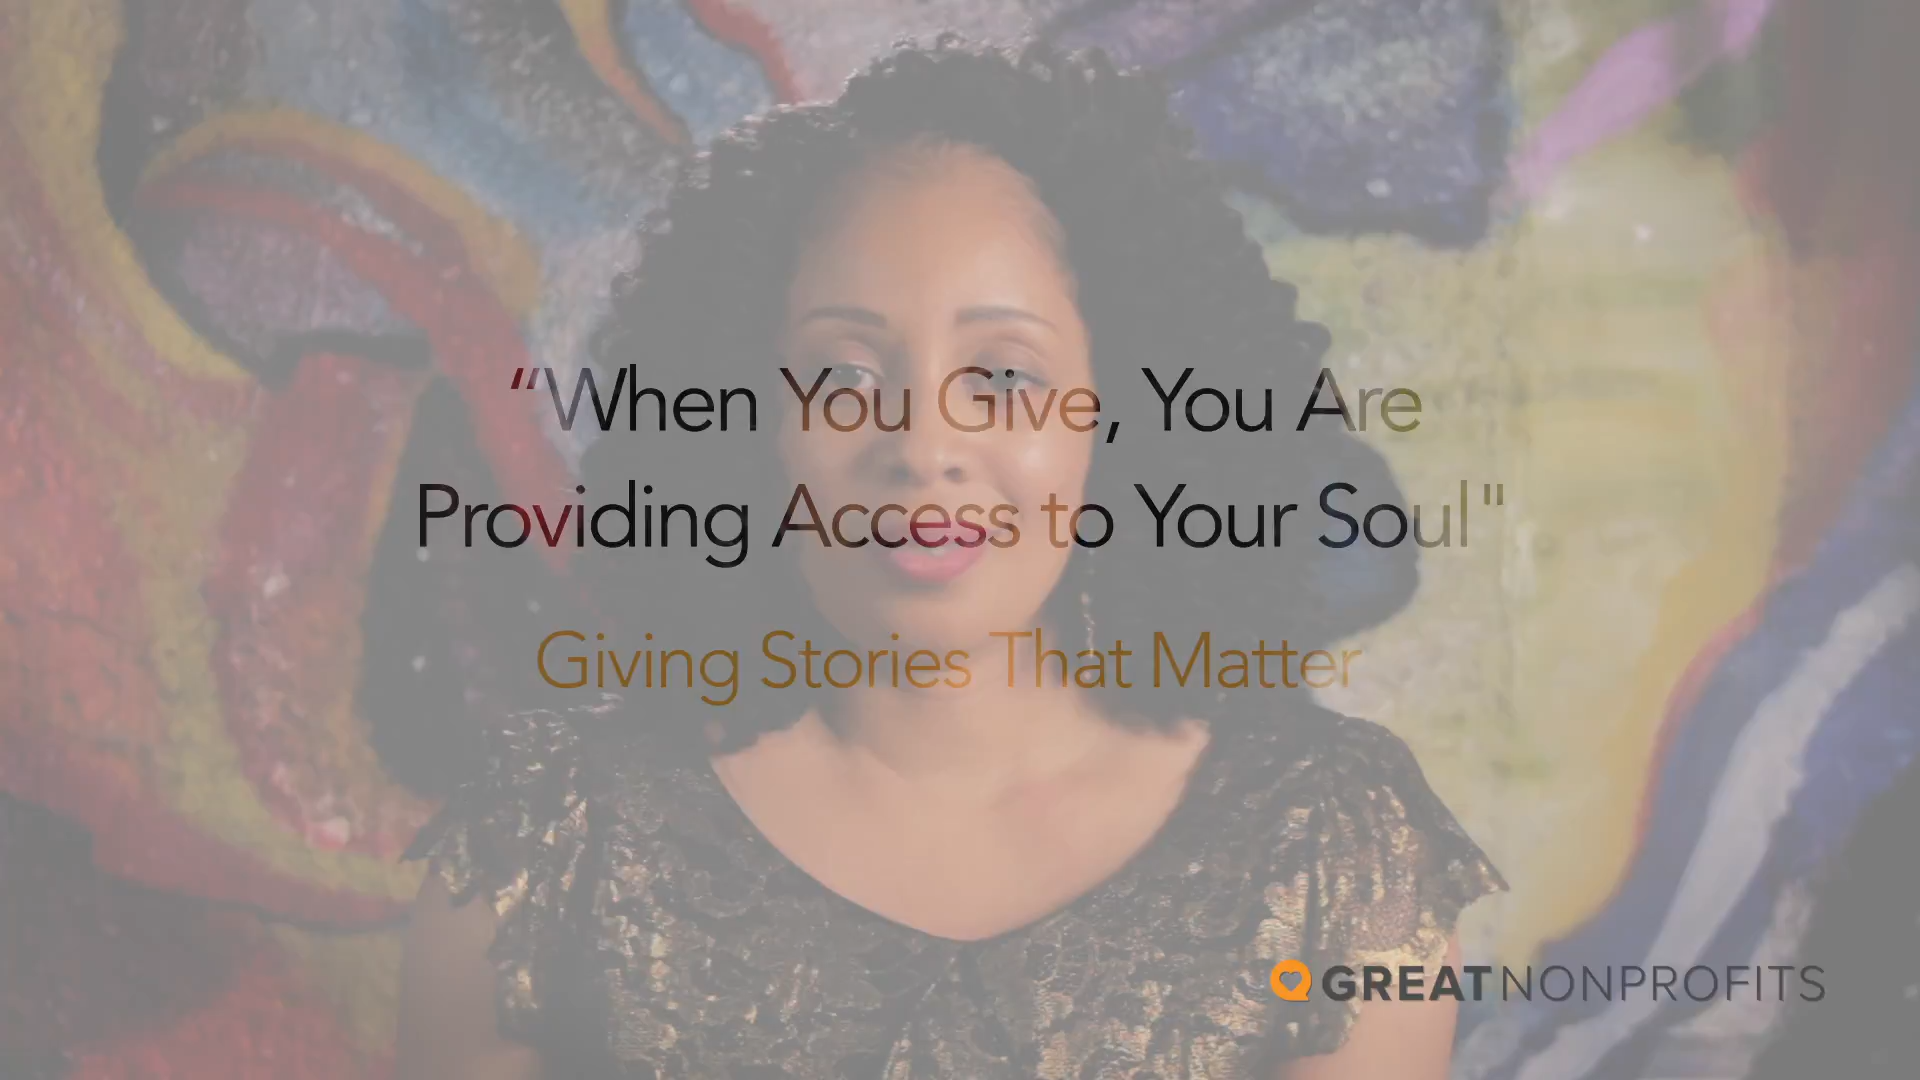 “When You Give, You Are
Providing Access to Your Soul"
Giving Stories That Matter
GREATNONPROFITS